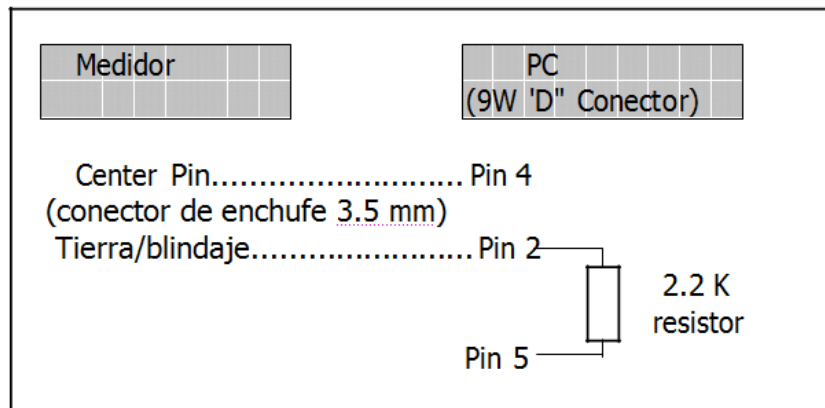 Medidor
PC
(9W 'D" Conector)
Center Pin........................... Pin 4
(conector de enchufe 3.5 mm)
Tierra/blindaje........................ Pin 2
2.2 K
resistor
Pin 5